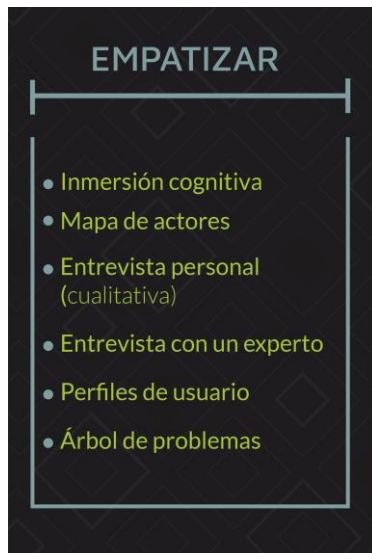 EMPATIZAR
• Inmersión cognitiva
• Mapa de actores
• Entrevista personal
(cualitativa)
• Entrevista con un experto
• Perfiles de usuario
• Árbol de problemas